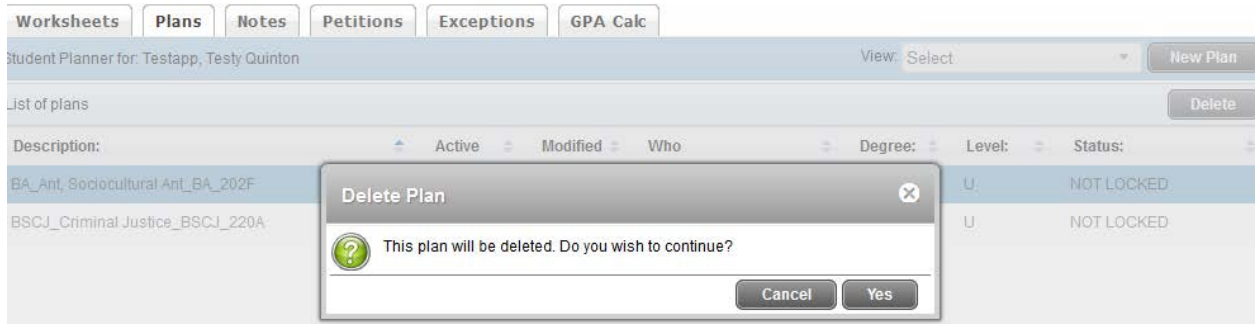 Worksheets Plans Notes Petitions Exceptions GPA Calc
Student Planner for: Testapp, Testy Quinton View: Select New Plan
List of plans Delete
Description: Active Modified Who Degree: Level: Status:
BA_Ant, Sociocultural Ant_BA_202F U NOT LOCKED
BSCJ_Criminal Justice_BSCJ_220A U NOT LOCKED
Delete Plan
This plan will be deleted. Do you wish to continue?
Cancel Yes